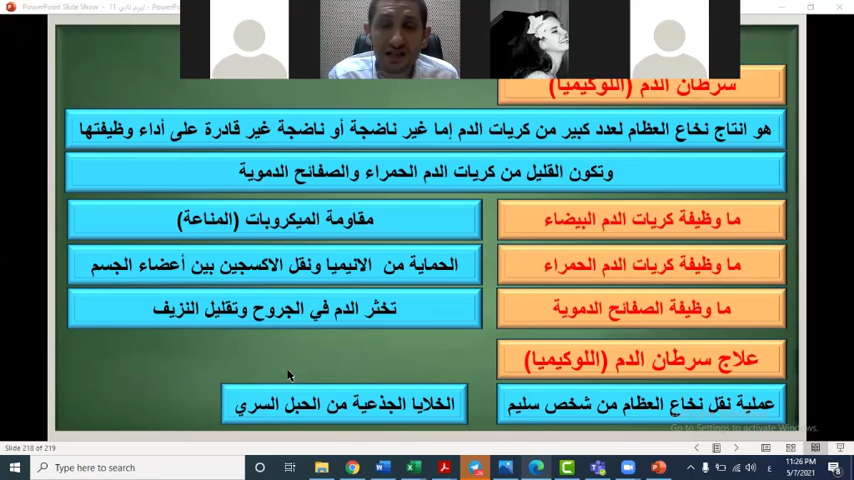 PowerPoint Slide Show - 11 ترم ثاني
سرطان الدم (اللوكيميا)
هو انتاج نخاع العظام لعدد كبير من كريات الدم إما غير ناضجة أو ناضجة غير قادرة على أداء وظيفتها
وتكون القليل من كريات الدم الحمراء والصفائح الدموية
ما وظيفة كريات الدم البيضاء
مقاومة الميكروبات (المناعة)
ما وظيفة كريات الدم الحمراء
الحماية من الانيميا ونقل الاكسجين بين أعضاء الجسم
ما وظيفة الصفائح الدموية
تخثر الدم في الجروح وتقليل النزيف
علاج سرطان الدم (اللوكيميا)
عملية نقل نخاع العظام من شخص سليم
الخلايا الجذعية من الحبل السري
Go to Settings to activate Windows.
Slide 218 of 219
Type here to search
ع
11:26 PM
5/7/2021